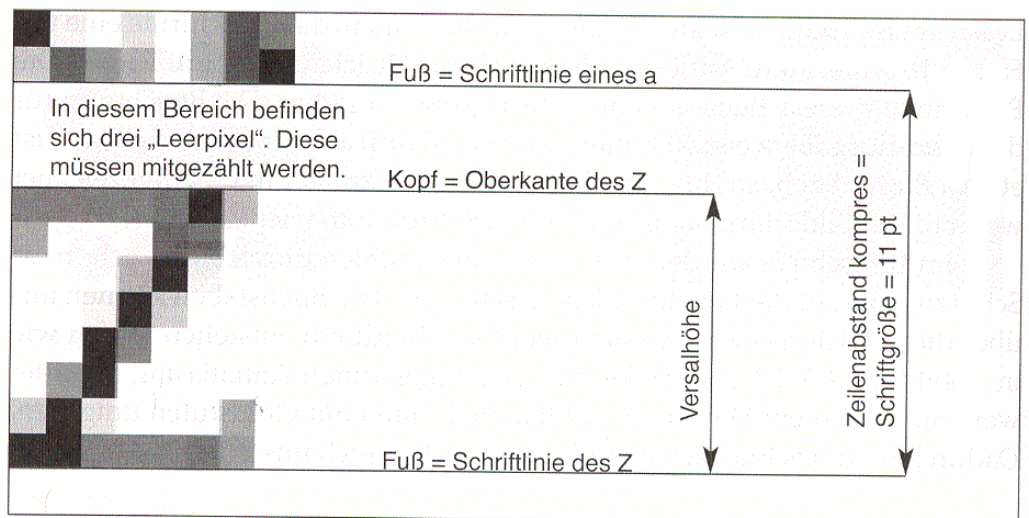 Fuß = Schriftlinie eines a
In diesem Bereich befinden
sich drei „Leerpixel“. Diese
müssen mitgezählt werden.
Kopf = Oberkante des Z
Versalhöhe
Zeilenabstand kompres =
Schriftgröße = 11 pt
Fuß = Schriftlinie des Z